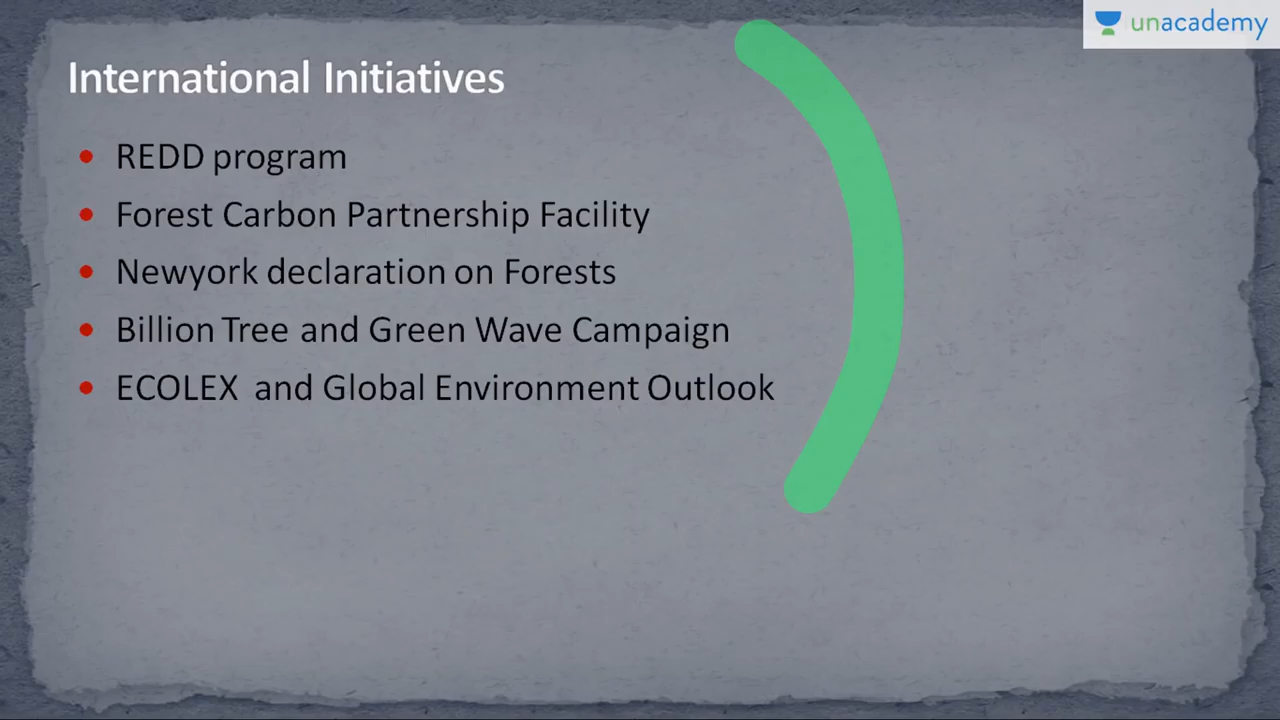 unacademy
International Initiatives
REDD program
Forest Carbon Partnership Facility
Newyork declaration on Forests
Billion Tree and Green Wave Campaign
ECOLEX and Global Environment Outlook